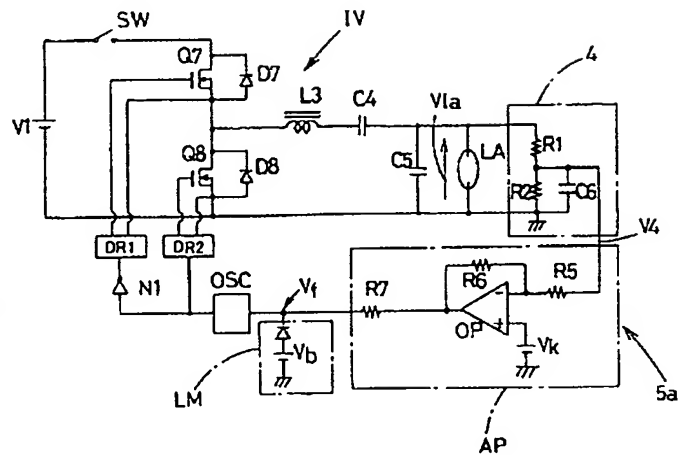 SW
IV
4
Q7
D7
L3
C4
Vla
R1
V1
Q8
D8
C5
LA
R2
C6
V4
DR1
DR2
R6
R5
N1
OSC
Vf
R7
OP
Vk
Vb
LM
5a
AP